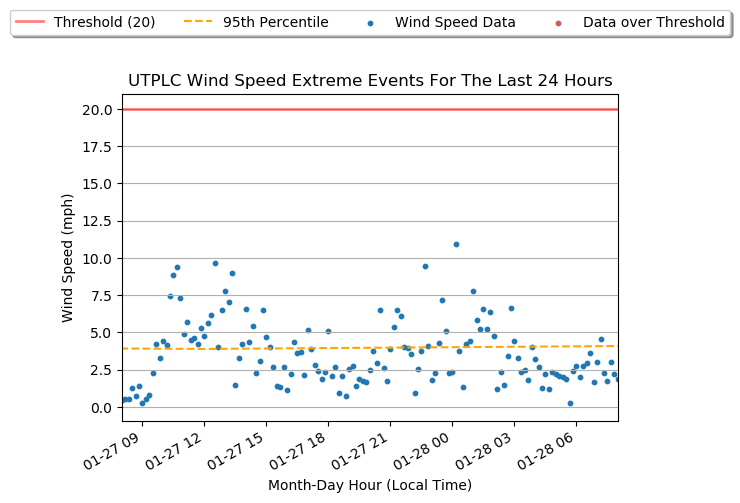 Threshold (20) 95th Percentile Wind Speed Data Data over Threshold
UTPLC Wind Speed Extreme Events For The Last 24 Hours
20.0
17.5
15.0
12.5
10.0
7.5
5.0
2.5
0.0
Wind Speed (mph)
01-27 09 01-27 12 01-27 15 01-27 18 01-27 21 01-28 00 01-28 03 01-28 06
Month-Day Hour (Local Time)